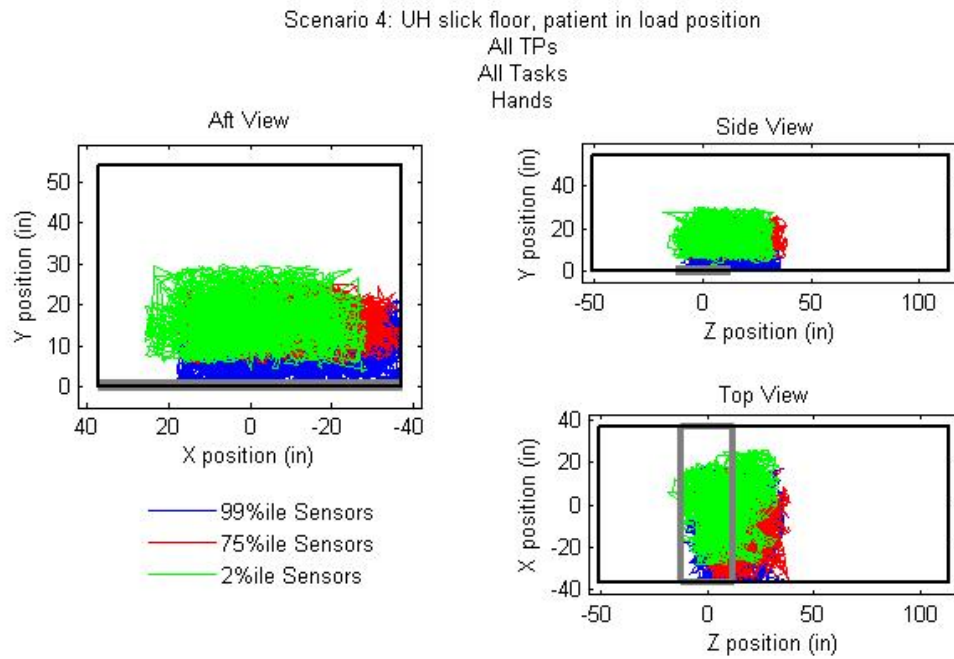 Scenario 4: UH slick floor, patient in load position
All TPs
All Tasks
Hands
Aft View
50
40
30
20
10
0
40
20
0
-20
-40
Y position (in)
X position (in)
99%ile Sensors
75%ile Sensors
2%ile Sensors
Side View
40
20
0
-50
0
50
100
Y position (in)
Z position (in)
Top View
40
20
0
-20
-40
-50
0
50
100
X position (in)
Z position (in)